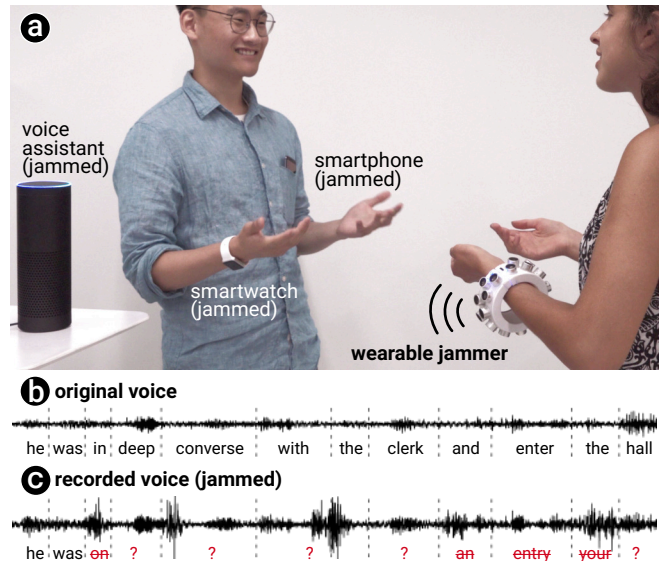 a
voice
assistant
(jammed)
smartphone
(jammed)
smartwatch
(jammed)
wearable jammer
b original voice
he was in deep converse with the clerk and enter the hall
c recorded voice (jammed)
he was on ? ? ? ? an entry your ?